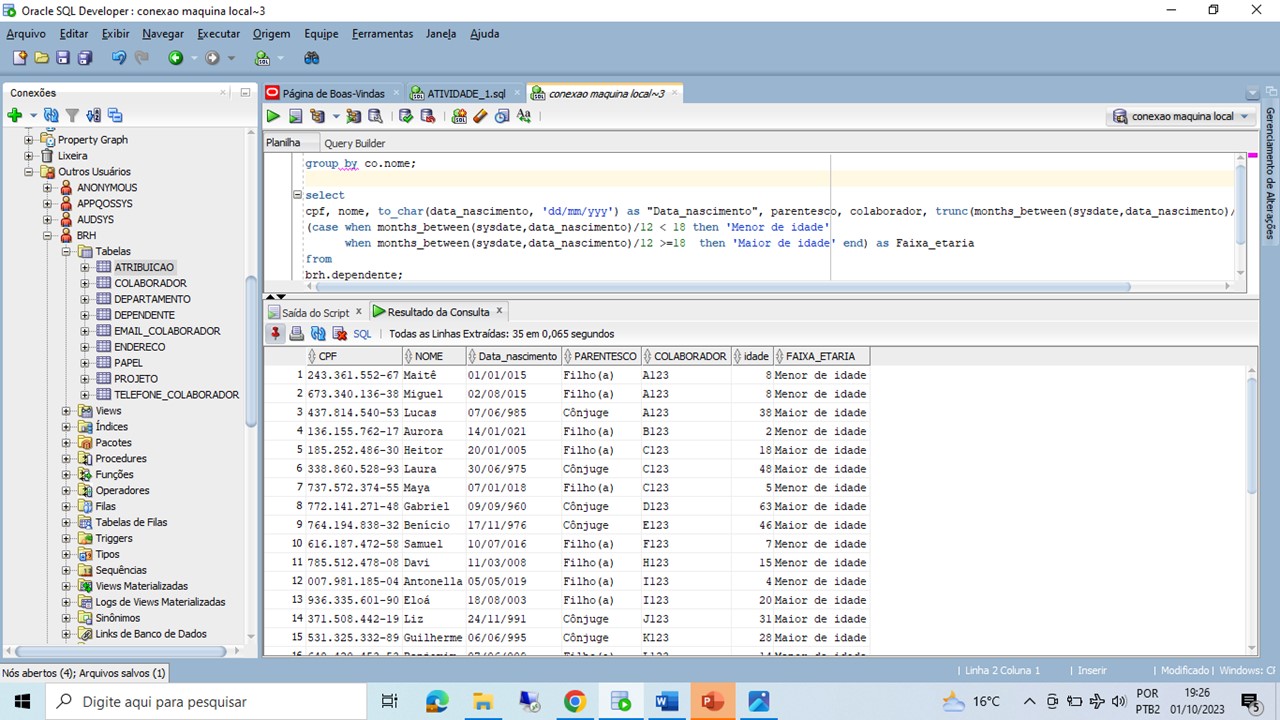 Oracle SQL Developer : conexao maquina local~3
Arquivo Editar Exibir Navegar Executar Origem Equipe Ferramentas Janela Ajuda
Conexões
Property Graph
Lixeira
Outros Usuários
ANONYMOUS
APPQOSSYS
AUDSYS
BRH
Tabelas
ATRIBUICAO
COLABORADOR
DEPARTAMENTO
DEPENDENTE
EMAIL_COLABORADOR
ENDERECO
PAPEL
PROJETO
TELEFONE_COLABORADOR
Views
Índices
Pacotes
Procedures
Funções
Operadores
Filas
Tabelas de Filas
Triggers
Tipos
Sequências
Views Materializadas
Logs de Views Materializadas
Sinônimos
Links de Banco de Dados
Página de Boas-Vindas ATIVIDADE_1.sql conexao maquina local~3
conexao maquina local
Planilha Query Builder
group by co.nome;
select
cpf, nome, to_char(data_nascimento, 'dd/mm/yyy') as "Data_nascimento", parentesco, colaborador, trunc(months_between(sysdate,data_nascimento)/
(case when months_between(sysdate,data_nascimento)/12 < 18 then 'Menor de idade'
when months_between(sysdate,data_nascimento)/12 >=18 then 'Maior de idade' end) as Faixa_etaria
from
brh.dependente;
Saída do Script Resultado da Consulta
SQL Todas as Linhas Extraídas: 35 em 0,065 segundos
CPF NOME Data_nascimento PARENTESCO COLABORADOR idade FAIXA_ETARIA
1 243.361.552-67 Maitê 01/01/015 Filho(a) A123 8 Menor de idade
2 673.340.136-38 Miguel 02/08/015 Filho(a) A123 8 Menor de idade
3 437.814.540-53 Lucas 07/06/985 Cônjuge A123 38 Maior de idade
4 136.155.762-17 Aurora 14/01/021 Filho(a) B123 2 Menor de idade
5 185.252.486-30 Heitor 20/01/005 Filho(a) C123 18 Maior de idade
6 338.860.528-93 Laura 30/06/975 Cônjuge C123 48 Maior de idade
7 737.572.374-55 Maya 07/01/018 Filho(a) C123 5 Menor de idade
8 772.141.271-48 Gabriel 09/09/960 Cônjuge D123 63 Maior de idade
9 764.194.838-32 Benício 17/11/976 Cônjuge E123 46 Maior de idade
10 616.187.472-58 Samuel 10/07/016 Filho(a) F123 7 Menor de idade
11 785.512.478-08 Davi 11/03/008 Filho(a) H123 15 Menor de idade
12 007.981.185-04 Antonella 05/05/019 Filho(a) I123 4 Menor de idade
13 936.335.601-90 Eloá 18/08/003 Filho(a) I123 20 Maior de idade
14 371.508.442-19 Liz 24/11/991 Cônjuge J123 31 Maior de idade
15 531.325.332-89 Guilherme 06/06/995 Cônjuge K123 28 Maior de idade
Gerenciamento de Alterações
Nós abertos (4); Arquivos salvos (1)
Linha 2 Coluna 1 Inserir Modificado Windows: CF
Digite aqui para pesquisar
16°C
POR
PTB2
19:26
01/10/2023
5